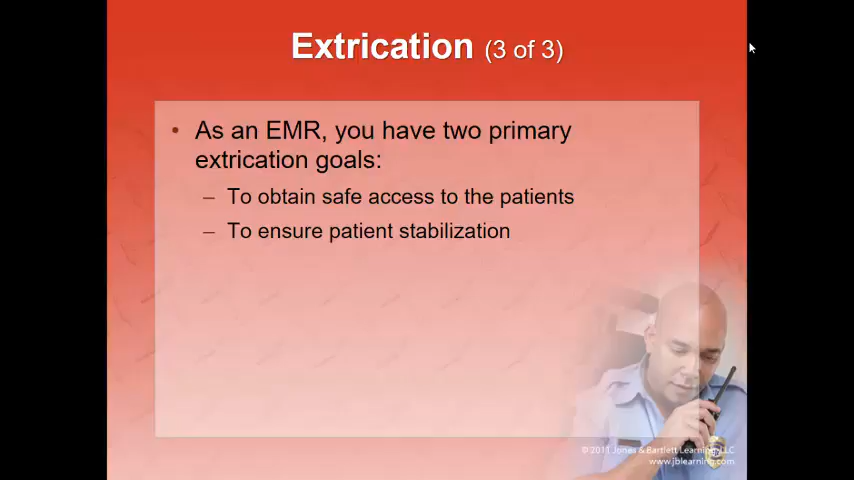 Extrication (3 of 3)
• As an EMR, you have two primary
extrication goals:
– To obtain safe access to the patients
– To ensure patient stabilization
© 2011 Jones & Bartlett Learning, LLC
www.jblearning.com